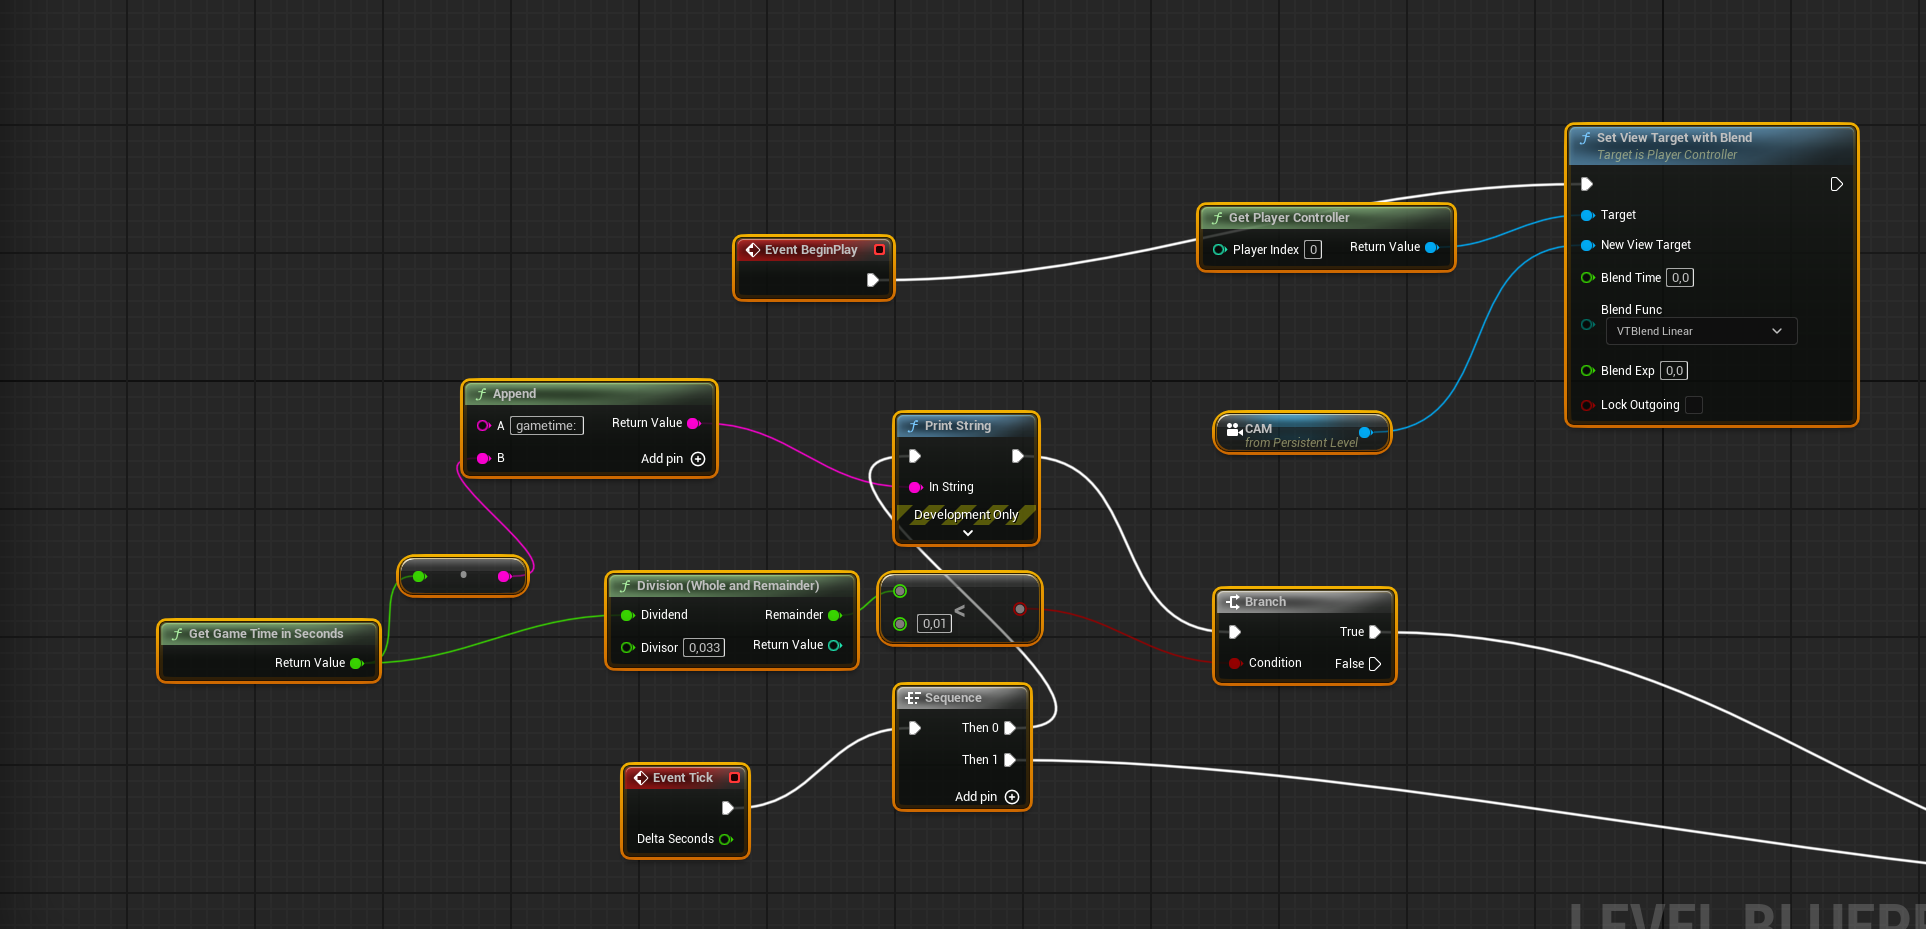 Set View Target with Blend
Target is Player Controller
Target
New View Target
Blend Time 0,0
Blend Func
VTBlend Linear
Blend Exp 0,0
Lock Outgoing
Get Player Controller
Player Index 0 Return Value
Event BeginPlay
Append
A gametime: Return Value
B Add pin
Print String
In String
Development Only
CAM
from Persistent Level
Division (Whole and Remainder)
Dividend Remainder
Divisor 0,033 Return Value
<
0,01
Branch
True
Condition False
Get Game Time in Seconds
Return Value
Sequence
Then 0
Then 1
Add pin
Event Tick
Delta Seconds